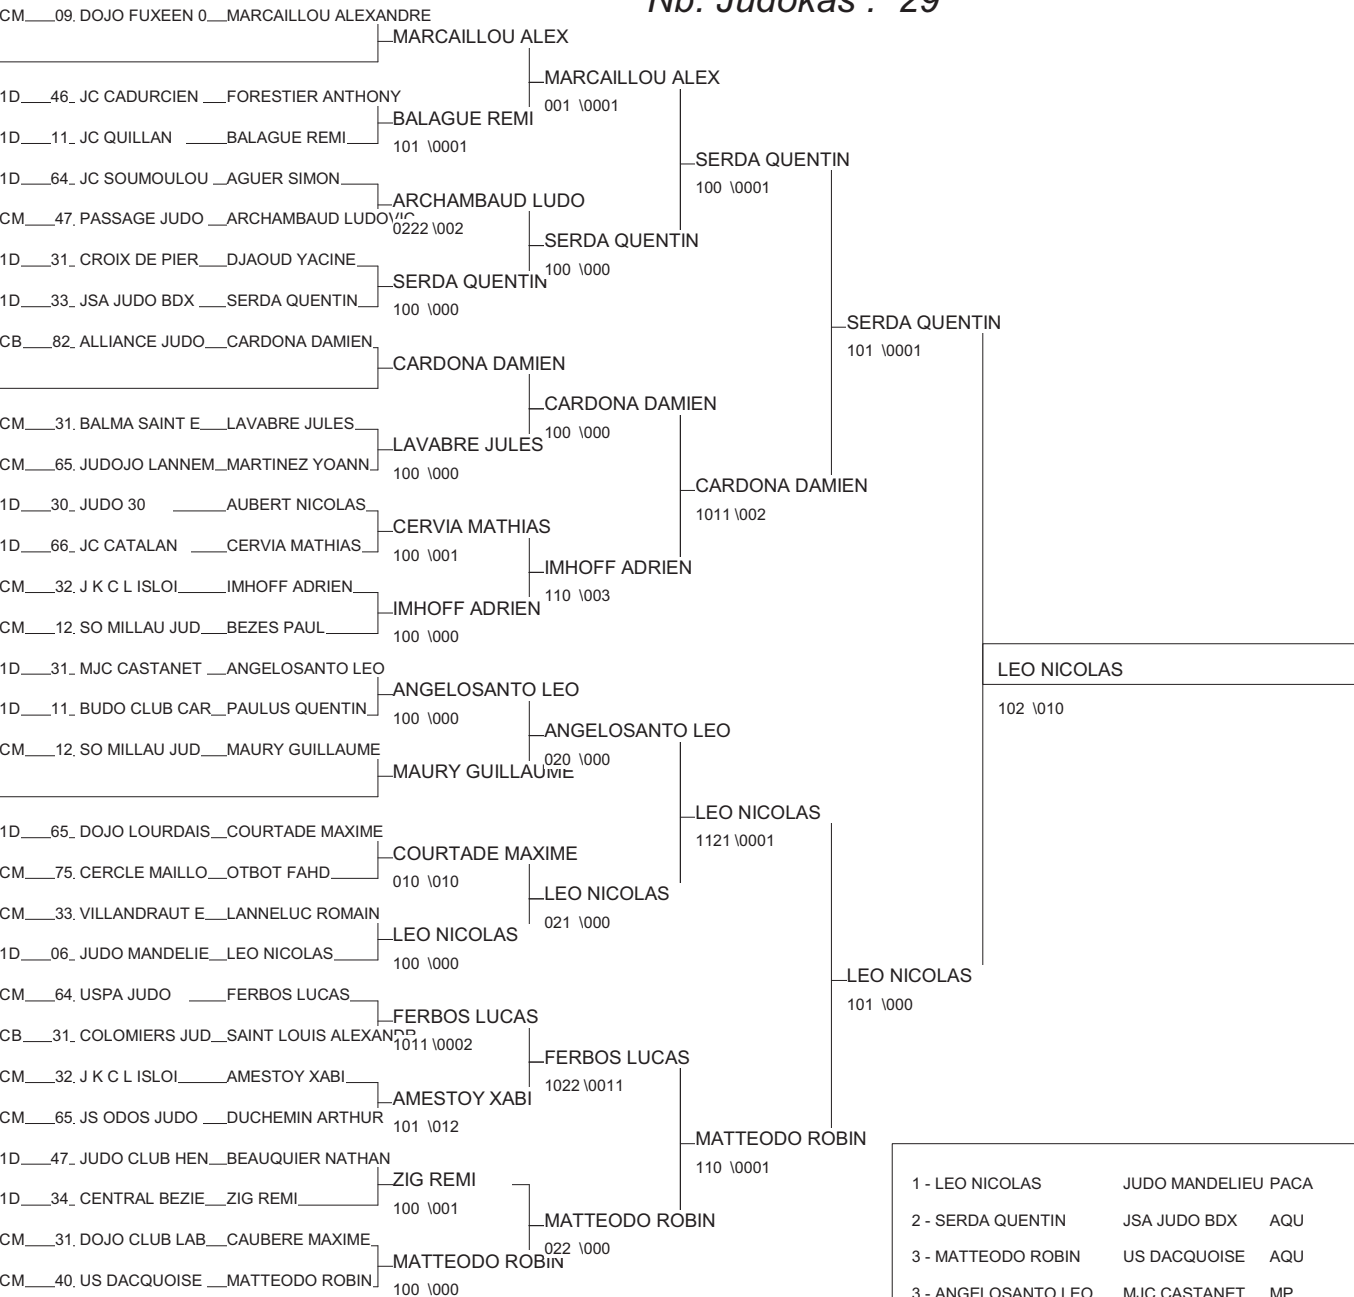 Nb. Judokas : 29
CM 09 DOJO FUXEEN 0 MARCAILLOU ALEXANDRE
MARCAILLOU ALEX
MARCAILLOU ALEX
001 \0001
1D 46 JC CADURCIEN FORESTIER ANTHONY
BALAGUE REMI
101 \0001
1D 11 JC QUILLAN BALAGUE REMI
SERDA QUENTIN
100 \0001
1D 64 JC SOUMOULOU AGUER SIMON
ARCHAMBAUD LUDO
0222 \002
CM 47 PASSAGE JUDO ARCHAMBAUD LUDOVIC
SERDA QUENTIN
100 \000
1D 31 CROIX DE PIER DJAOUD YACINE
SERDA QUENTIN
100 \000
1D 33 JSA JUDO BDX SERDA QUENTIN
SERDA QUENTIN
101 \0001
CB 82 ALLIANCE JUDO CARDONA DAMIEN
CARDONA DAMIEN
CARDONA DAMIEN
100 \000
CM 31 BALMA SAINT E LAVABRE JULES
LAVABRE JULES
100 \000
CM 65 JUDOJO LANNEM MARTINEZ YOANN
CARDONA DAMIEN
1011 \002
1D 30 JUDO 30 AUBERT NICOLAS
CERVIA MATHIAS
100 \001
1D 66 JC CATALAN CERVIA MATHIAS
IMHOFF ADRIEN
110 \003
CM 32 J K C L ISLOI IMHOFF ADRIEN
IMHOFF ADRIEN
100 \000
CM 12 SO MILLAU JUD BEZES PAUL
LEO NICOLAS
102 \010
1D 31 MJC CASTANET ANGELOSANTO LEO
ANGELOSANTO LEO
100 \000
1D 11 BUDO CLUB CAR PAULUS QUENTIN
ANGELOSANTO LEO
020 \000
CM 12 SO MILLAU JUD MAURY GUILLAUME
MAURY GUILLAUME
LEO NICOLAS
1121 \0001
1D 65 DOJO LOURDAIS COURTADE MAXIME
COURTADE MAXIME
010 \010
CM 75 CERCLE MAILLO OTBOT FAHD
LEO NICOLAS
021 \000
CM 33 VILLANDRAUT E LANNELUC ROMAIN
LEO NICOLAS
100 \000
1D 06 JUDO MANDELIE LEO NICOLAS
LEO NICOLAS
101 \000
CM 64 USPA JUDO FERBOS LUCAS
FERBOS LUCAS
1011 \0002
CB 31 COLOMIERS JUD SAINT LOUIS ALEXANDR
FERBOS LUCAS
1022 \0011
CM 32 J K C L ISLOI AMESTOY XABI
AMESTOY XABI
101 \012
CM 65 JS ODOS JUDO DUCHEMIN ARTHUR
MATTEODO ROBIN
110 \0001
1D 47 JUDO CLUB HEN BEAUQUIER NATHAN
ZIG REMI
100 \001
1D 34 CENTRAL BEZIE ZIG REMI
MATTEODO ROBIN
022 \000
CM 31 DOJO CLUB LAB CAUBERE MAXIME
MATTEODO ROBIN
100 \000
CM 40 US DACQUOISE MATTEODO ROBIN
1 - LEO NICOLAS JUDO MANDELIEU PACA
2 - SERDA QUENTIN JSA JUDO BDX AQU
3 - MATTEODO ROBIN US DACQUOISE AQU
3 - ANGELOSANTO LEO MJC CASTANET MP